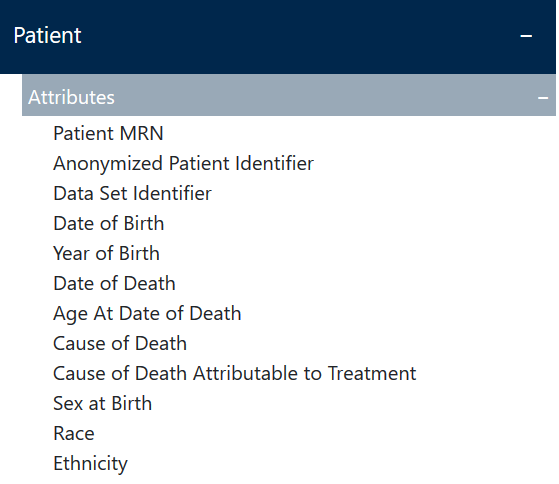 Patient
Attributes
Patient MRN
Anonymized Patient Identifier
Data Set Identifier
Date of Birth
Year of Birth
Date of Death
Age At Date of Death
Cause of Death
Cause of Death Attributable to Treatment
Sex at Birth
Race
Ethnicity